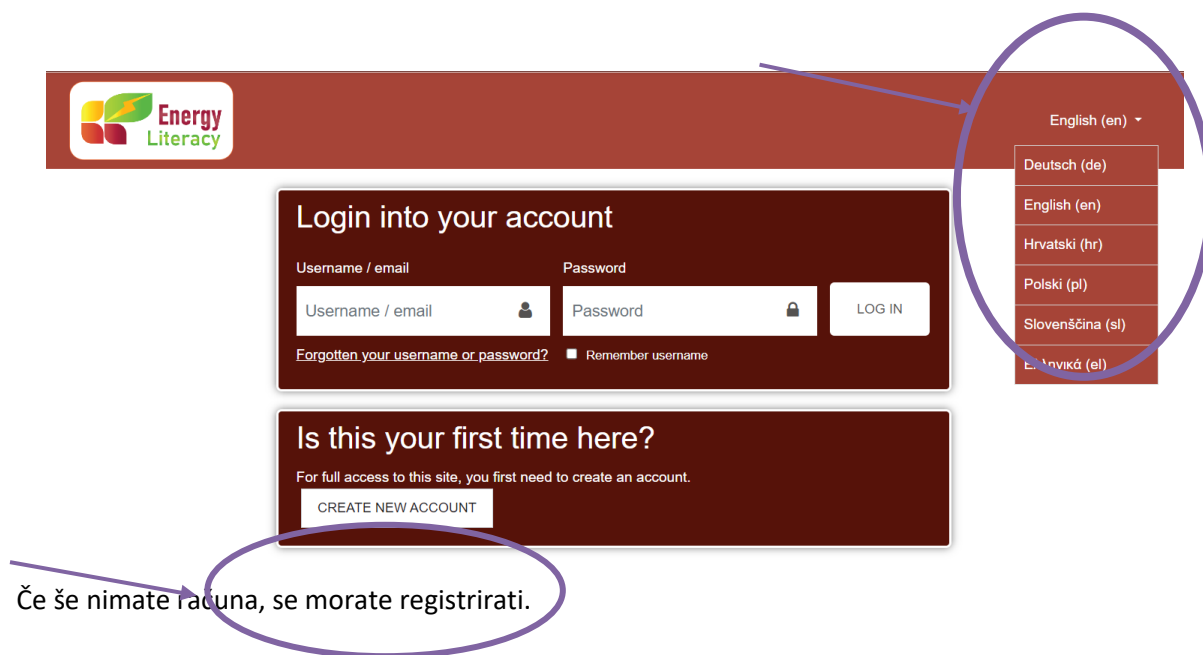 Energy
Literacy
English (en)
Deutsch (de)
English (en)
Hrvatski (hr)
Polski (pl)
Slovenščina (sl)
Ελληνικά (el)
Login into your account
Username / email Password
Username / email Password LOG IN
Forgotten your username or password? Remember username
Is this your first time here?
For full access to this site, you first need to create an account.
CREATE NEW ACCOUNT
Če še nimate računa, se morate registrirati.